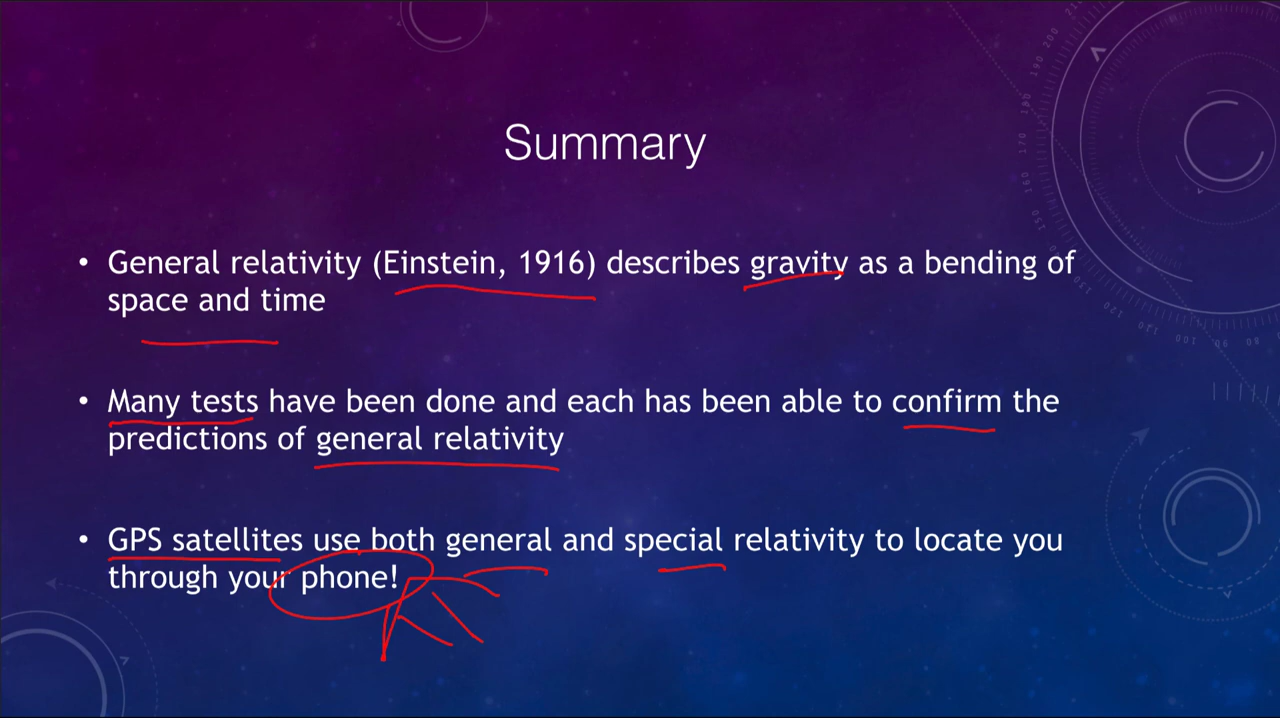 Summary
• General relativity (Einstein, 1916) describes gravity as a bending of
space and time
• Many tests have been done and each has been able to confirm the
predictions of general relativity
• GPS satellites use both general and special relativity to locate you
through your phone!